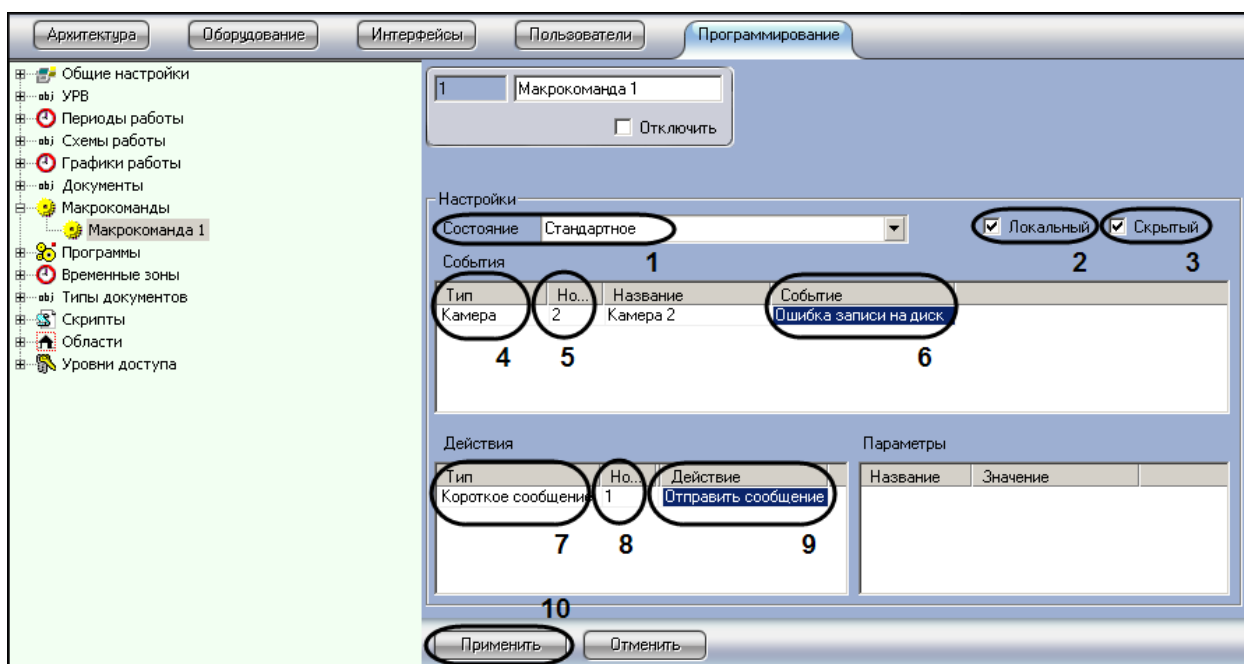 Архитектура Оборудование Интерфейсы Пользователи Программирование
Общие настройки
obj УРВ
Периоды работы
obj Схемы работы
Графики работы
obj Документы
Макрокоманды
Макрокоманда 1
Программы
Временные зоны
obj Типы документов
Скрипты
Области
Уровни доступа
1 Макрокоманда 1
Отключить
Настройки
Состояние Стандартное Локальный Скрытый
1 2 3
События
Тип Но... Название Событие
Камера 2 Камера 2 Ошибка записи на диск
4 5 6
Действия Параметры
Тип Но... Действие Название Значение
Короткое сообщение 1 Отправить сообщение
7 8 9
10
Применить Отменить